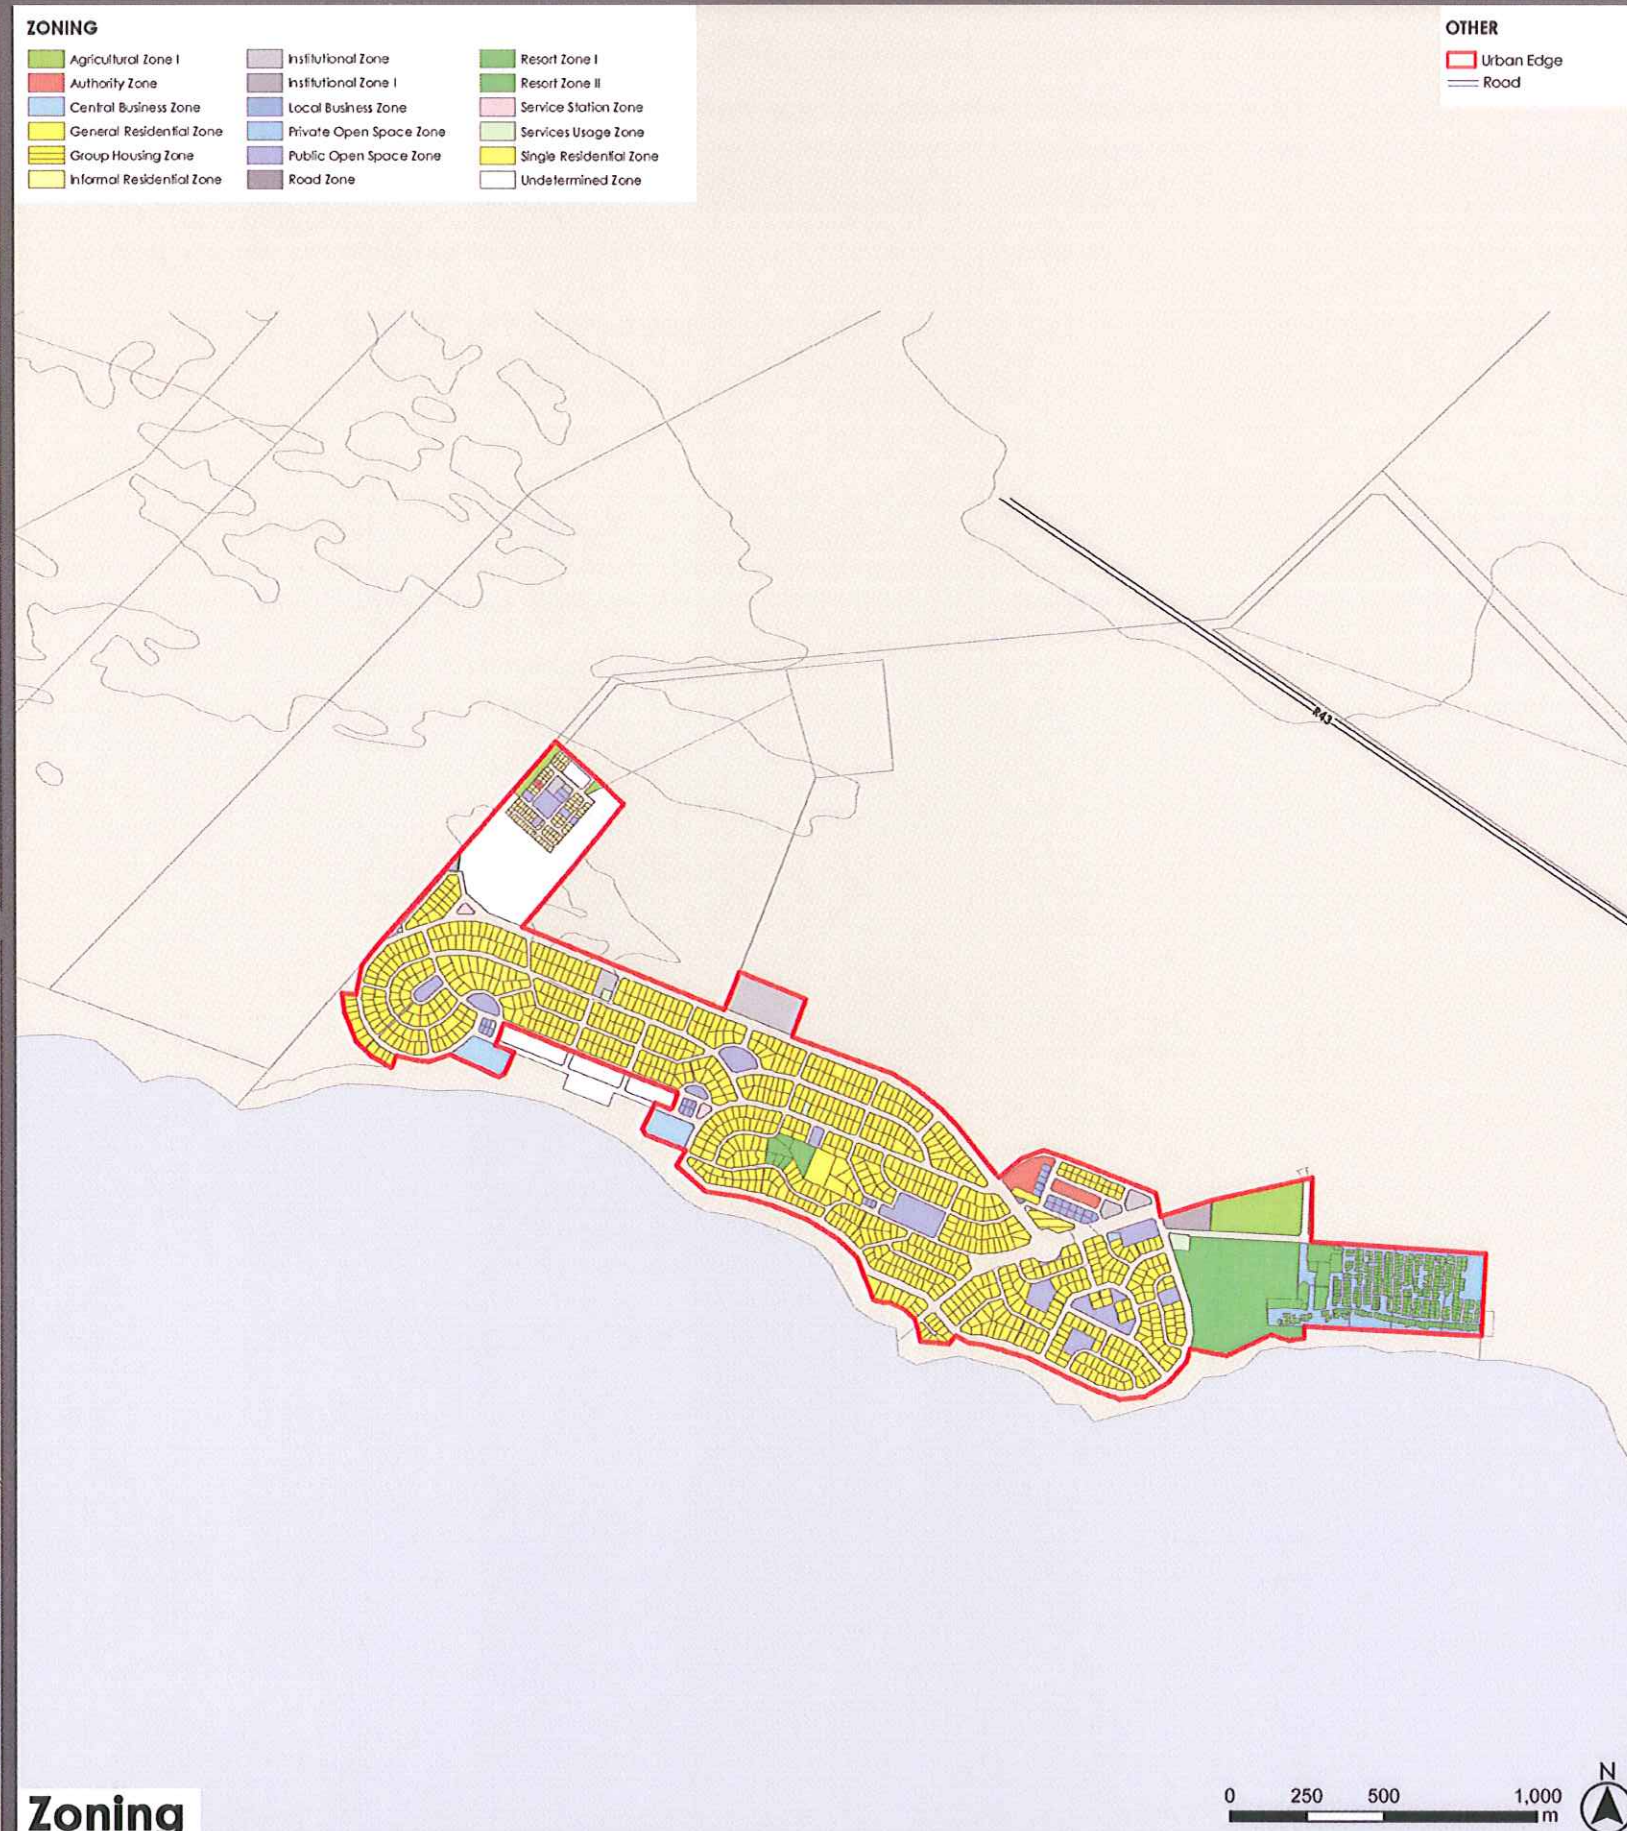 ZONING
Agricultural Zone I
Authority Zone
Central Business Zone
General Residential Zone
Group Housing Zone
Informal Residential Zone
Institutional Zone
Institutional Zone I
Local Business Zone
Private Open Space Zone
Public Open Space Zone
Road Zone
Resort Zone I
Resort Zone II
Service Station Zone
Services Usage Zone
Single Residential Zone
Undetermined Zone
OTHER
Urban Edge
Road
R43
Zoning
0 250 500 1,000
m
N